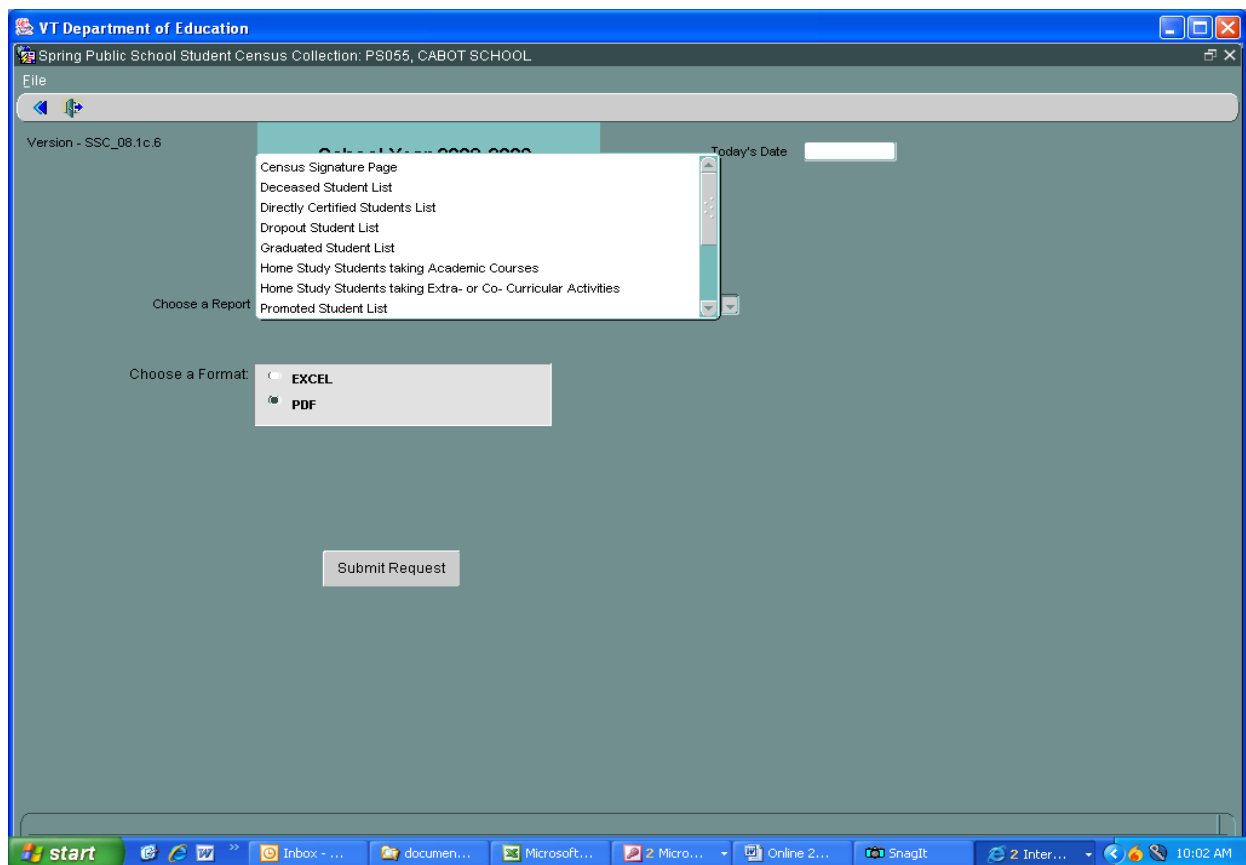 VT Department of Education
Spring Public School Student Census Collection: PS055, CABOT SCHOOL
File
Version - SSC_08.1c.6
School Year 2008-2009
Today's Date
Census Signature Page
Deceased Student List
Directly Certified Students List
Dropout Student List
Graduated Student List
Home Study Students taking Academic Courses
Home Study Students taking Extra- or Co- Curricular Activities
Choose a Report
Promoted Student List
Choose a Format:
EXCEL
PDF
Submit Request
start
Inbox - ...
documen...
Microsoft...
2 Micro...
Online 2...
SnagIt
2 Inter...
10:02 AM